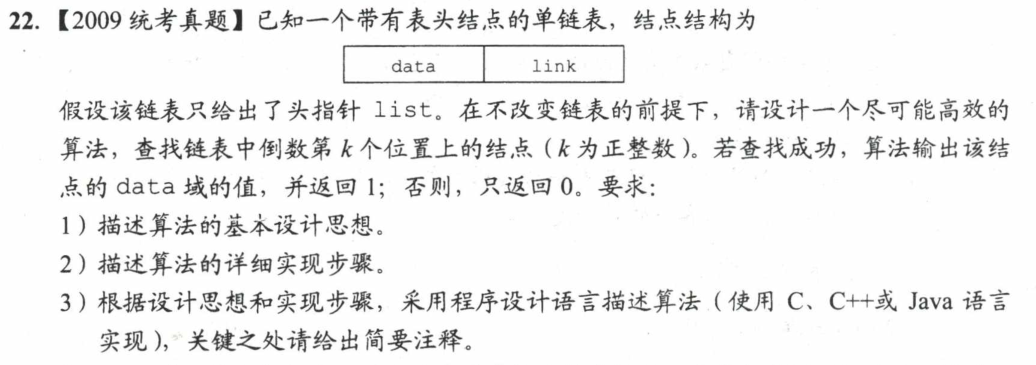 22.【2009 统考真题】已知一个带有表头结点的单链表，结点结构为
data link
假设该链表只给出了头指针 list。在不改变链表的前提下，请设计一个尽可能高效的
算法，查找链表中倒数第 k 个位置上的结点（k 为正整数）。若查找成功，算法输出该结
点的 data 域的值，并返回 1；否则，只返回 0。要求：
1）描述算法的基本设计思想。
2）描述算法的详细实现步骤。
3）根据设计思想和实现步骤，采用程序设计语言描述算法（使用 C、C++或 Java 语言
实现），关键之处请给出简要注释。